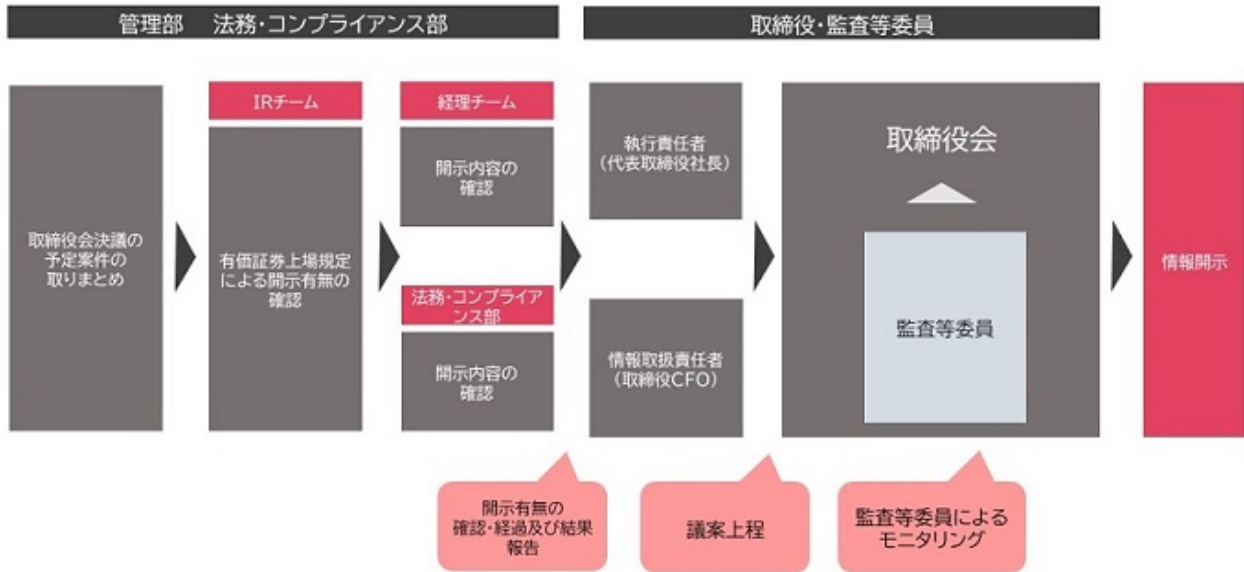 管理部　法務・コンプライアンス部
取締役・監査等委員
取締役会決議の
予定案件の
取りまとめ
IRチーム
有価証券上場規定
による開示有無の
確認
経理チーム
開示内容の
確認
法務・コンプライア
ンス部
開示内容の
確認
執行責任者
（代表取締役社長）
情報取扱責任者
（取締役CFO）
取締役会
監査等委員
情報開示
開示有無の
確認・経過及び結果
報告
議案上程
監査等委員による
モニタリング